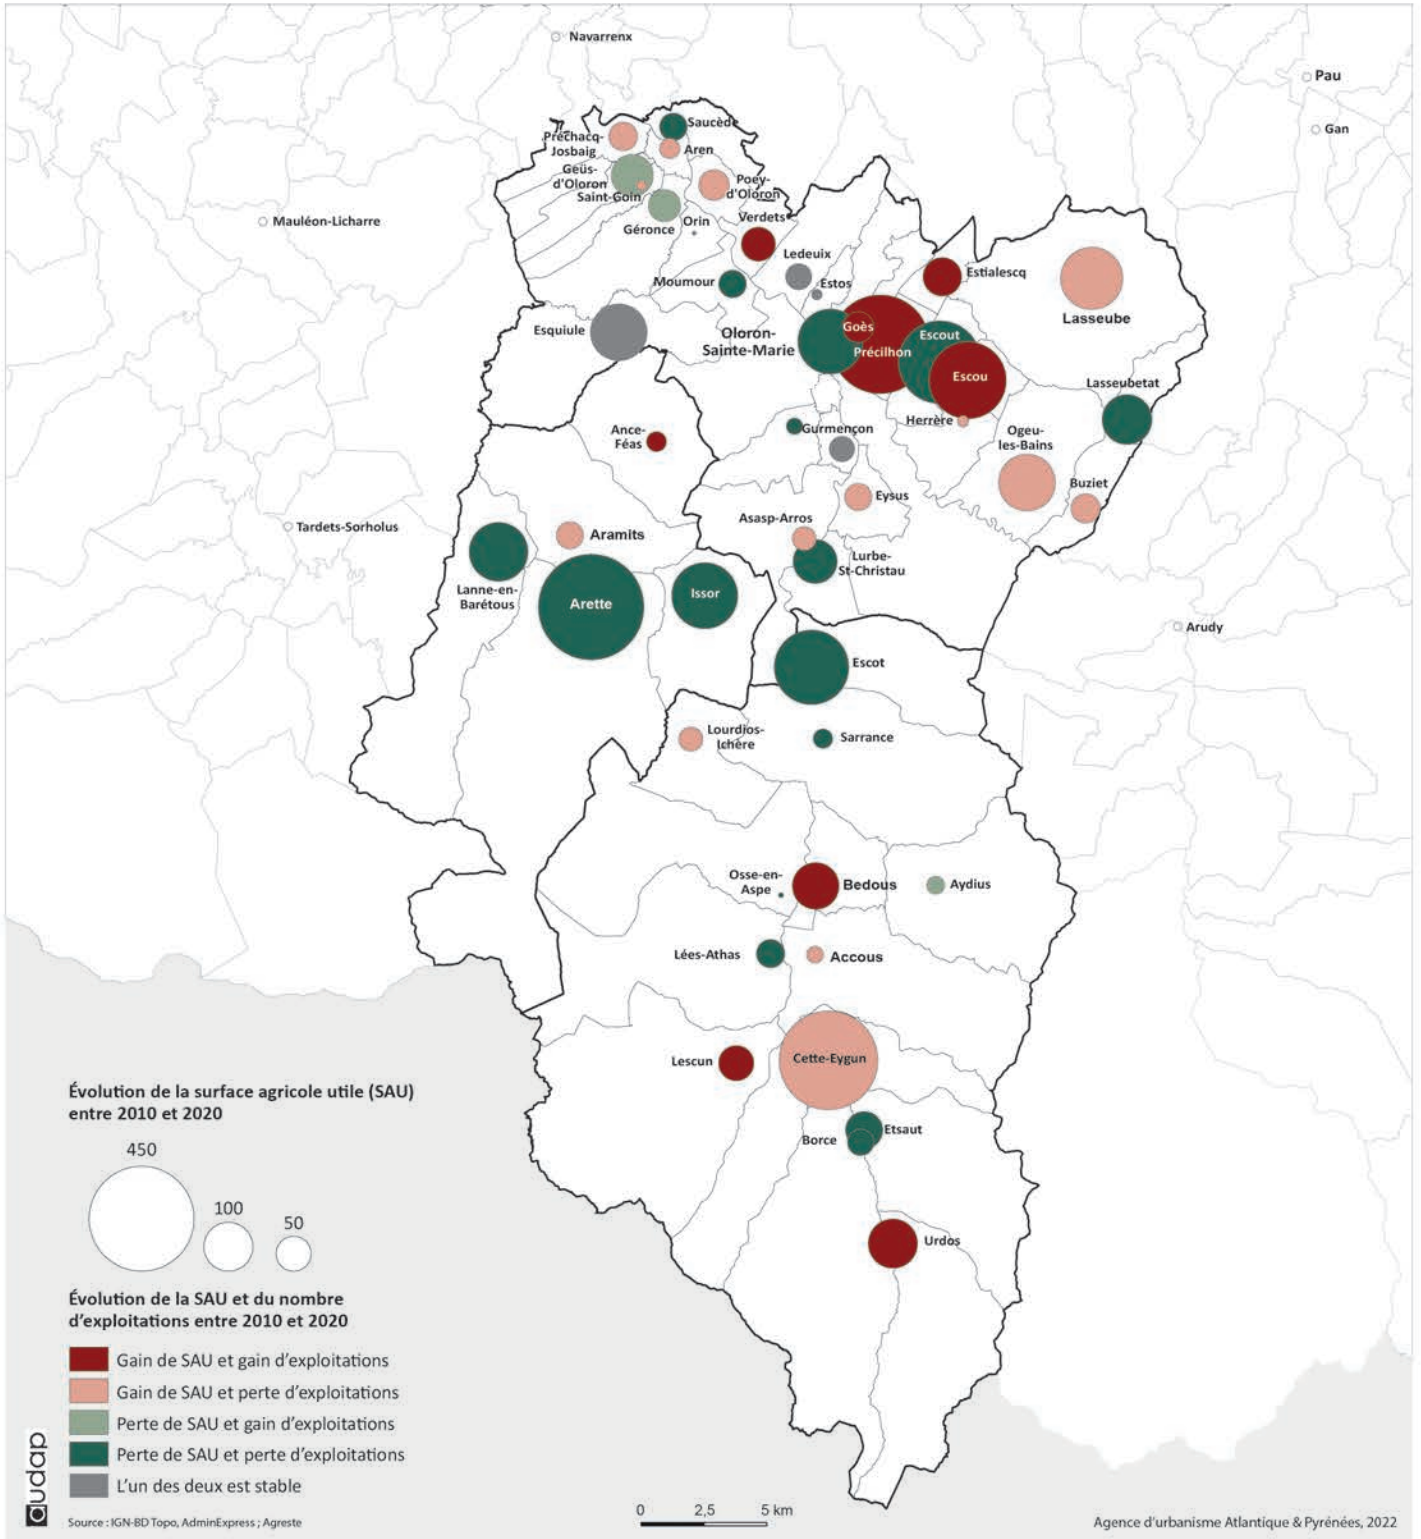 Navarrenx
Pau
Gan
Saucède
Préchacq-
Josbaig
Aren
Geüs-
d'Oloron
Saint-Goin
Poey-
d'Oloron
Mauléon-Licharre
Géronce
Orin
Verdets
Ledeuix
Estos
Moumour
Estialescq
Lasseube
Esquiule
Oloron-
Sainte-Marie
Goès
Précilhon
Escout
Escou
Lasseubetat
Herrère
Ogeu-
les-Bains
Ance-
Féas
Gurmençon
Buziet
Eysus
Asasp-Arros
Tardets-Sorholus
Aramits
Lurbe-
St-Christau
Lanne-en-
Barétous
Arette
Issor
Arudy
Escot
Lourdios-
Ichère
Sarrance
Osse-en-
Aspe
Bedous
Aydius
Lées-Athas
Accous
Lescun
Cette-Eygun
Borce
Etsaut
Urdos
Évolution de la surface agricole utile (SAU)
entre 2010 et 2020
450
100
50
Évolution de la SAU et du nombre
d'exploitations entre 2010 et 2020
Gain de SAU et gain d'exploitations
Gain de SAU et perte d'exploitations
Perte de SAU et gain d'exploitations
Perte de SAU et perte d'exploitations
L'un des deux est stable
audap
Source : IGN-BD Topo, AdminExpress ; Agreste
0 2,5 5 km
Agence d'urbanisme Atlantique & Pyrénées, 2022